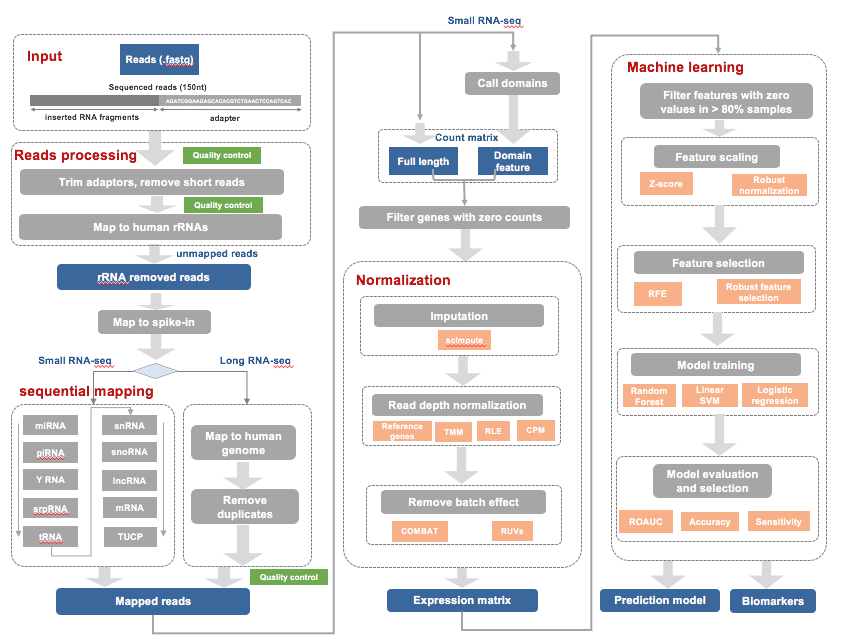 Input
Reads (.fastq)
Sequenced reads (150nt)
AGATCGGAAGAGCACACGTCTGAACTCCAGTCAC
inserted RNA fragments
adapter
Reads processing
Quality control
Trim adaptors, remove short reads
Quality control
Map to human rRNAs
unmapped reads
rRNA removed reads
Map to spike-in
Small RNA-seq
Long RNA-seq
sequential mapping
miRNA
piRNA
Y RNA
srpRNA
tRNA
snRNA
snoRNA
lncRNA
mRNA
TUCP
Map to human
genome
Remove
duplicates
Quality control
Mapped reads
Small RNA-seq
Call domains
Count matrix
Full length
Domain
feature
Filter genes with zero counts
Normalization
Imputation
scImpute
Read depth normalization
Reference
genes
TMM
RLE
CPM
Remove batch effect
COMBAT
RUVs
Expression matrix
Machine learning
Filter features with zero
values in > 80% samples
Feature scaling
Z-score
Robust
normalization
Feature selection
RFE
Robust feature
selection
Model training
Random
Forest
Linear
SVM
Logistic
regression
Model evaluation
and selection
ROAUC
Accuracy
Sensitivity
Prediction model
Biomarkers